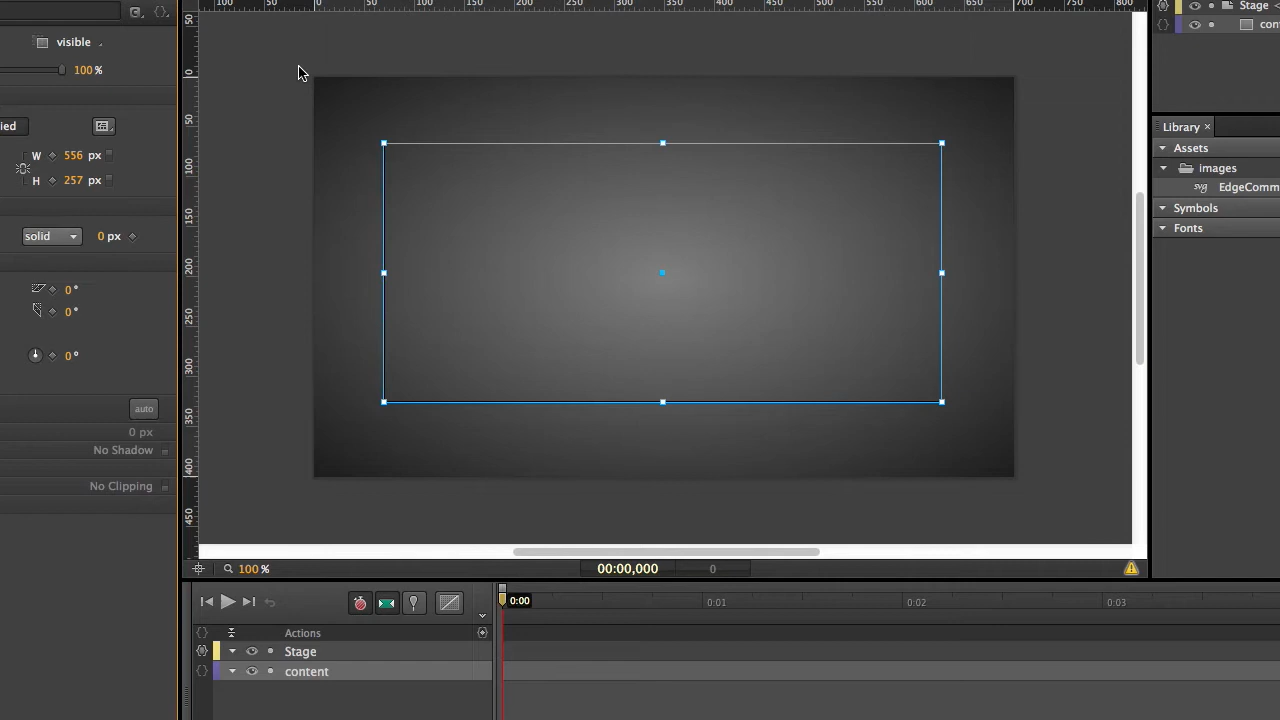 100 50 0 50 100 150 200 250 300 350 400 450 500 550 600 650 700 750 800
Stage
visible
50
100 %
0
Library ×
ied
50
Assets
W 556 px
100
images
H 257 px
EdgeComm
150
Symbols
Fonts
solid 0 px
200
250
0°
0°
300
0°
350
auto
0 px
No Shadow
400
No Clipping
450
100 %
00:00,000
0
0:00
0:01
0:02
0:03
Actions
Stage
content